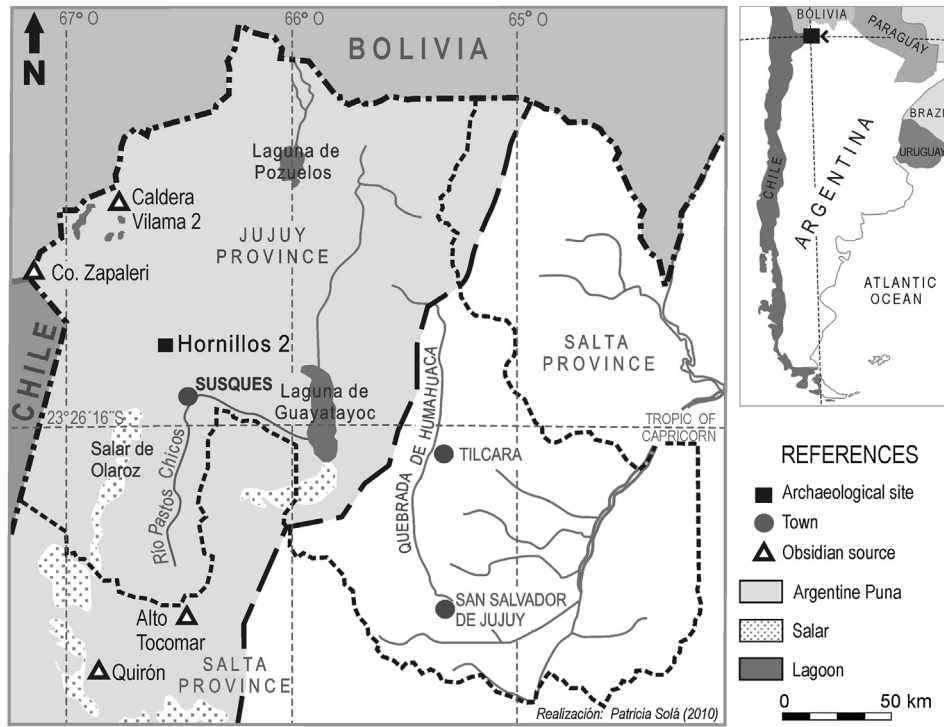 67°
66°
65°
N
BOLIVIA
Laguna de
Pozuelos
Caldera
Vilama 2
JUJUY
PROVINCE
Co. Zapaleri
CHILE
Hornillos 2
SUSQUES
Laguna de
Guayatayoc
23°26´16¨S
Salar de
Olaroz
Río Pastos Chicos
QUEBRADA DE HUMAHUACA
SALTA
PROVINCE
TROPIC OF
CAPRICORN
TILCARA
SAN SALVADOR
DE JUJUY
Alto
Tocomar
Quirón
SALTA
PROVINCE
Realización: Patricia Solá (2010)
BOLIVIA
PARAGUAY
BRAZI
URUGUAY
CHILE
ARGENTINA
ATLANTIC
OCEAN
REFERENCES
Archaeological site
Town
Obsidian source
Argentine Puna
Salar
Lagoon
0 50 km